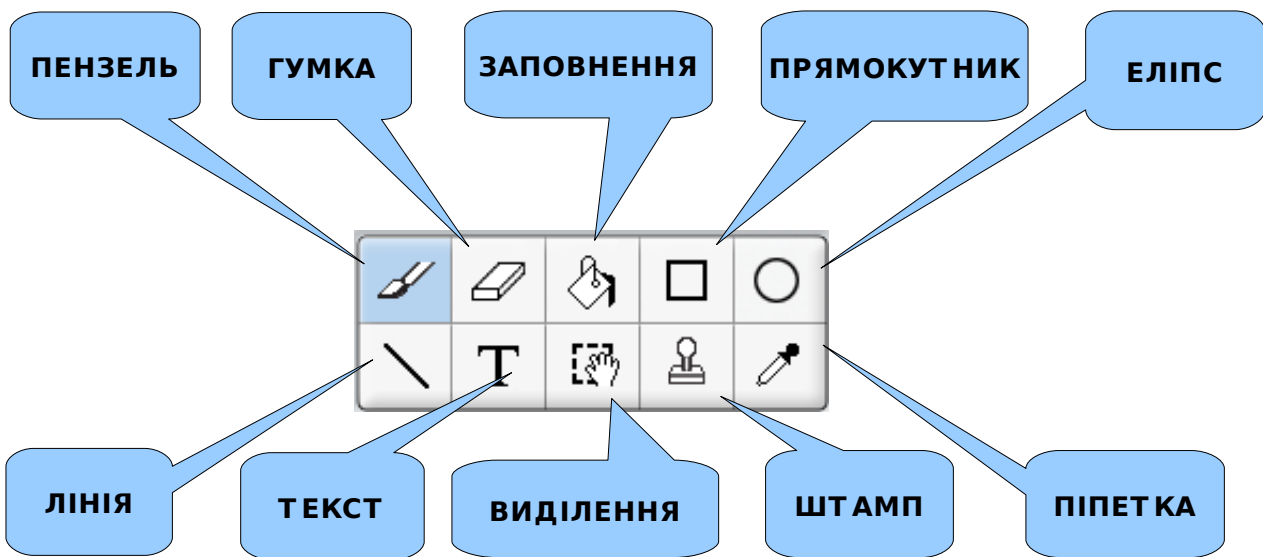 ПЕНЗЕЛЬ
ГУМКА
ЗАПОВНЕННЯ
ПРЯМОКУТНИК
ЕЛІПС
T
ЛІНІЯ
ТЕКСТ
ВИДІЛЕННЯ
ШТАМП
ПІПЕТКА